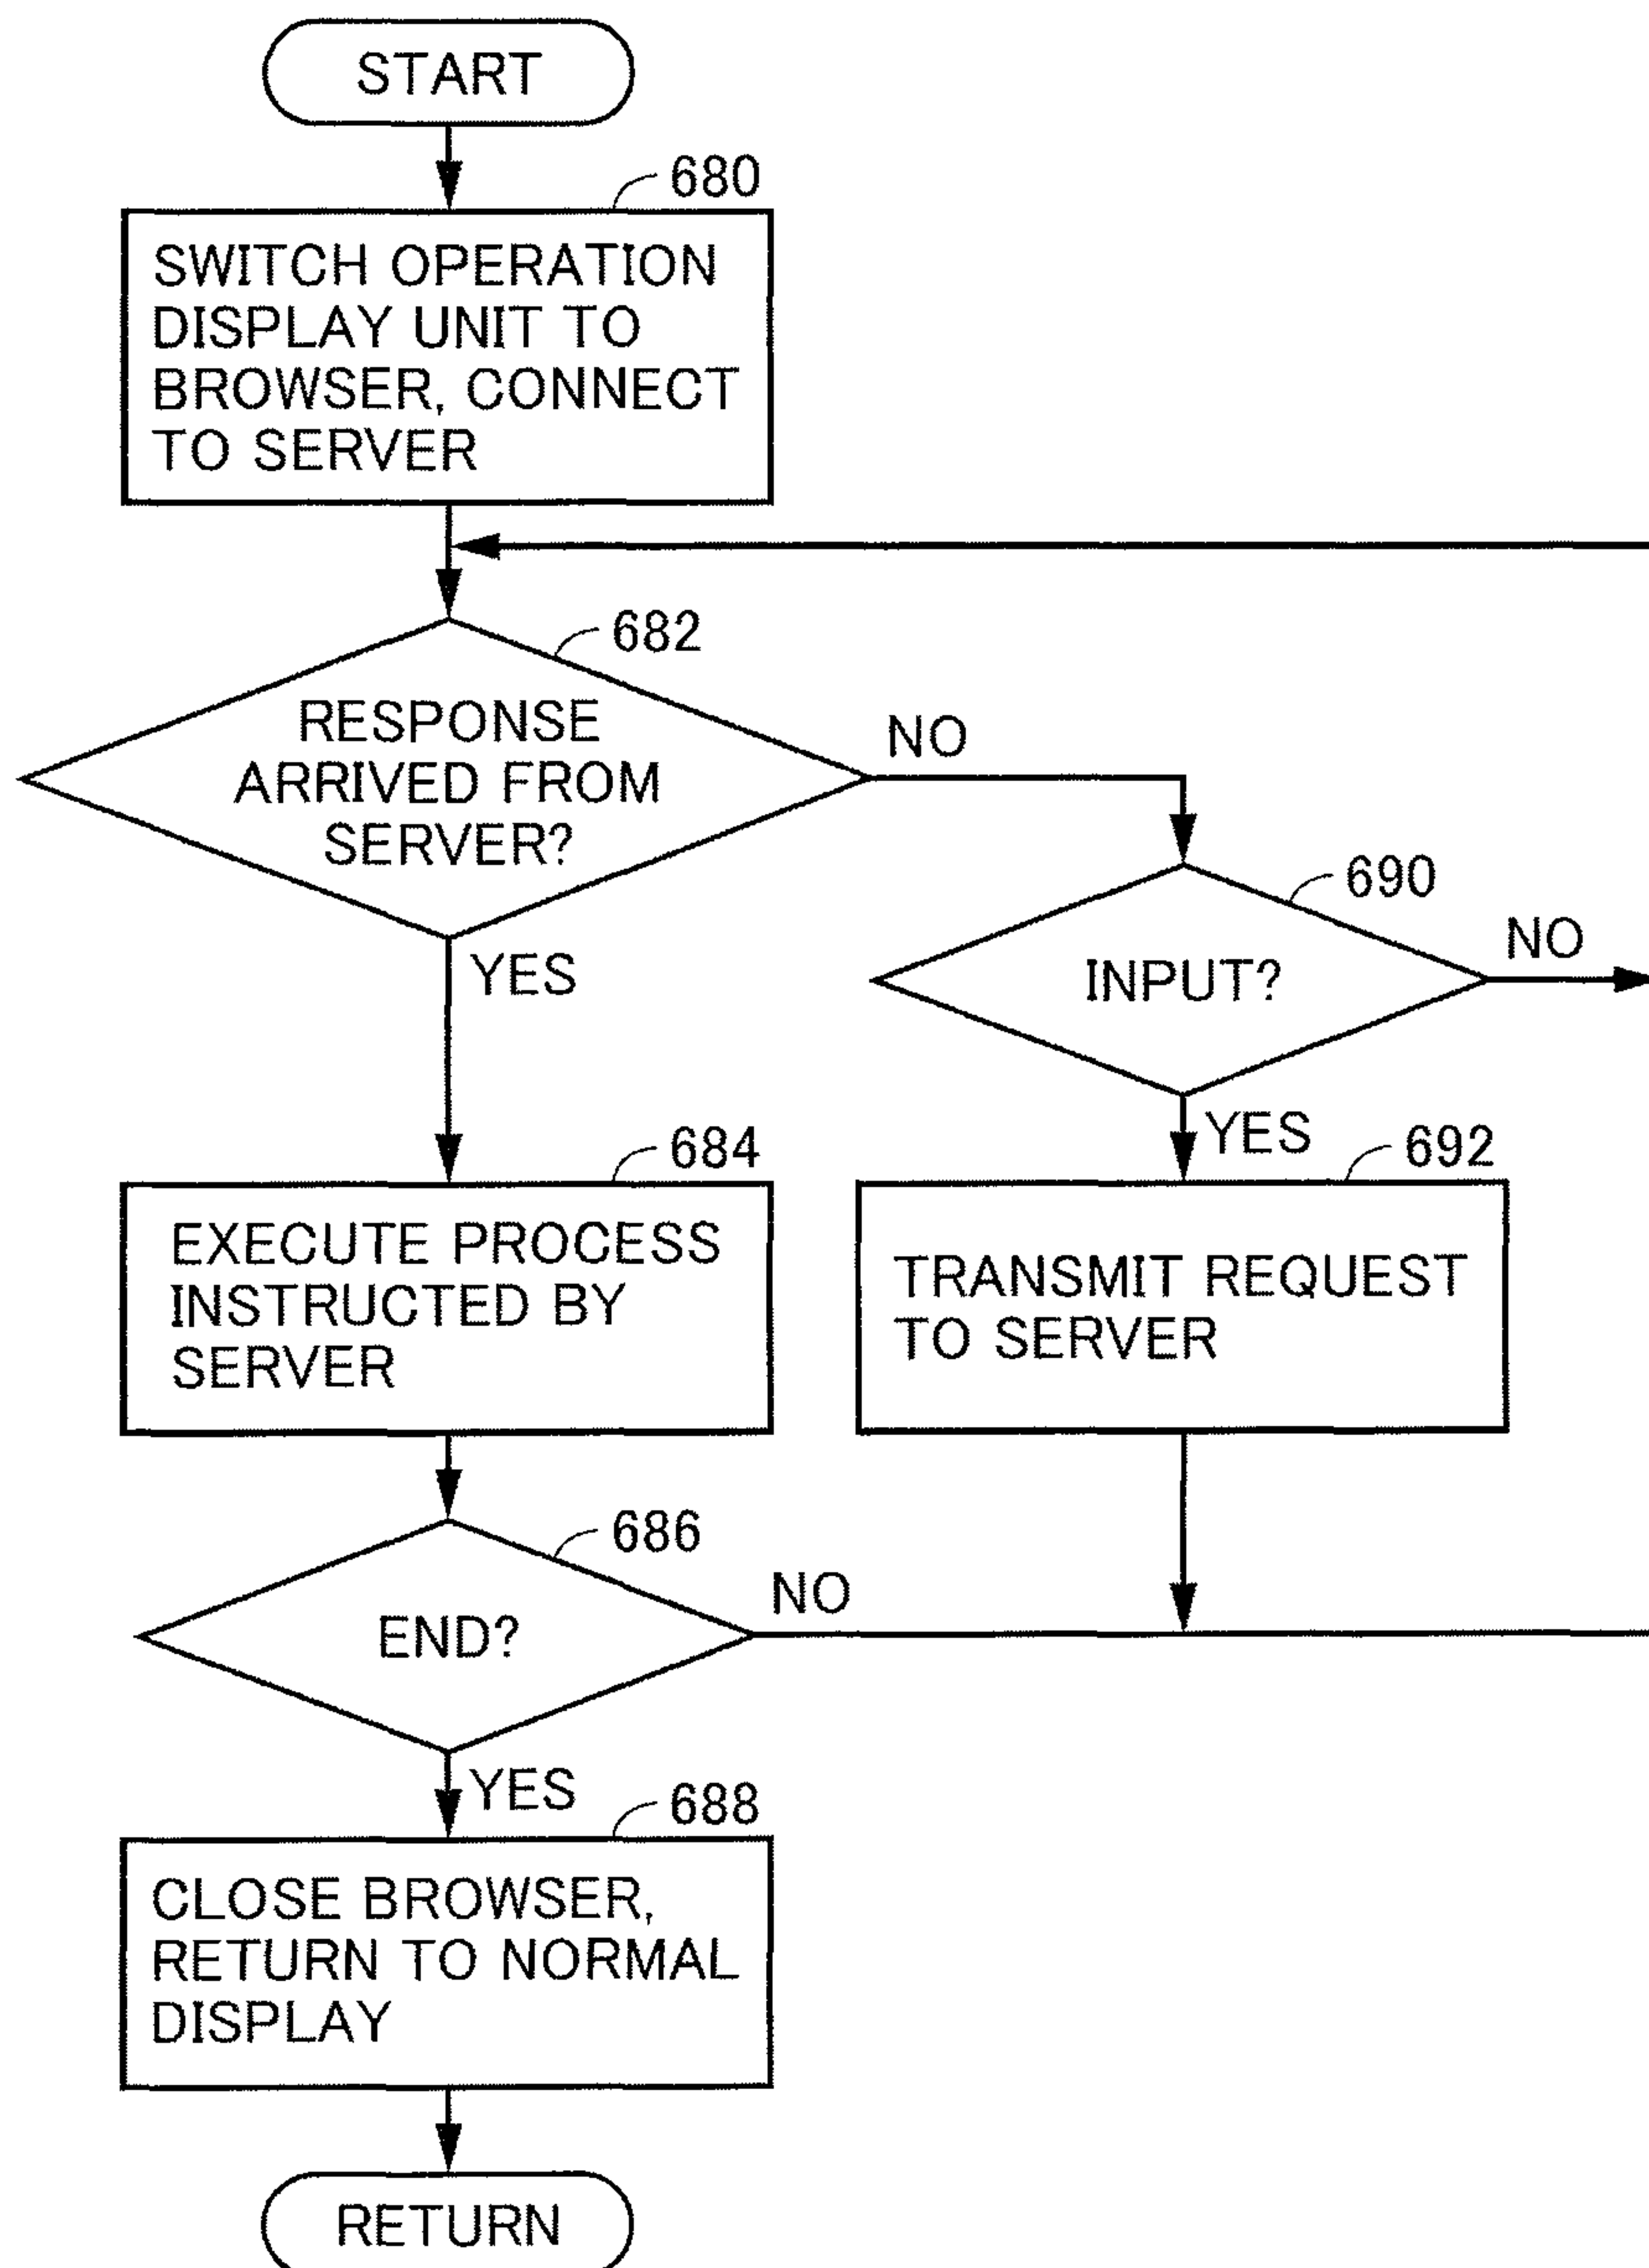 START
680
SWITCH OPERATION
DISPLAY UNIT TO
BROWSER, CONNECT
TO SERVER
682
RESPONSE
ARRIVED FROM
SERVER?
NO
YES
690
INPUT?
NO
YES
684
EXECUTE PROCESS
INSTRUCTED BY
SERVER
692
TRANSMIT REQUEST
TO SERVER
686
END?
NO
YES
688
CLOSE BROWSER,
RETURN TO NORMAL
DISPLAY
RETURN